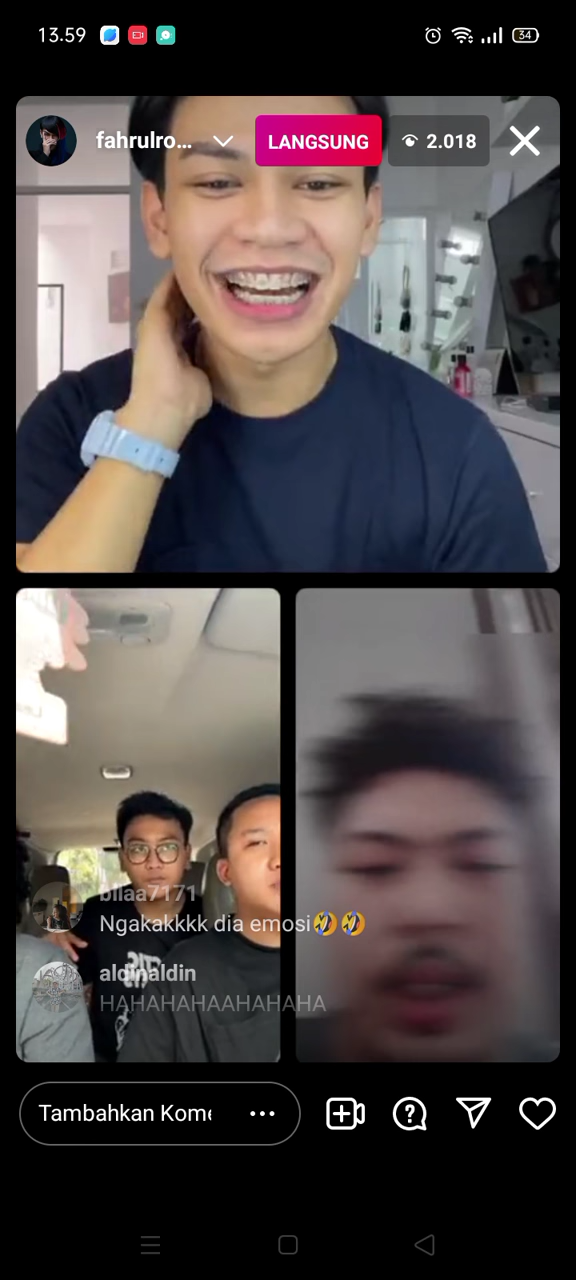 13.59
34
fahrulro...
LANGSUNG
2.018
bilaa7171
Ngakakkkk dia emosi🤣🤣
aldinaldin
HAHAHAHAAHAHAHA
Tambahkan Kome